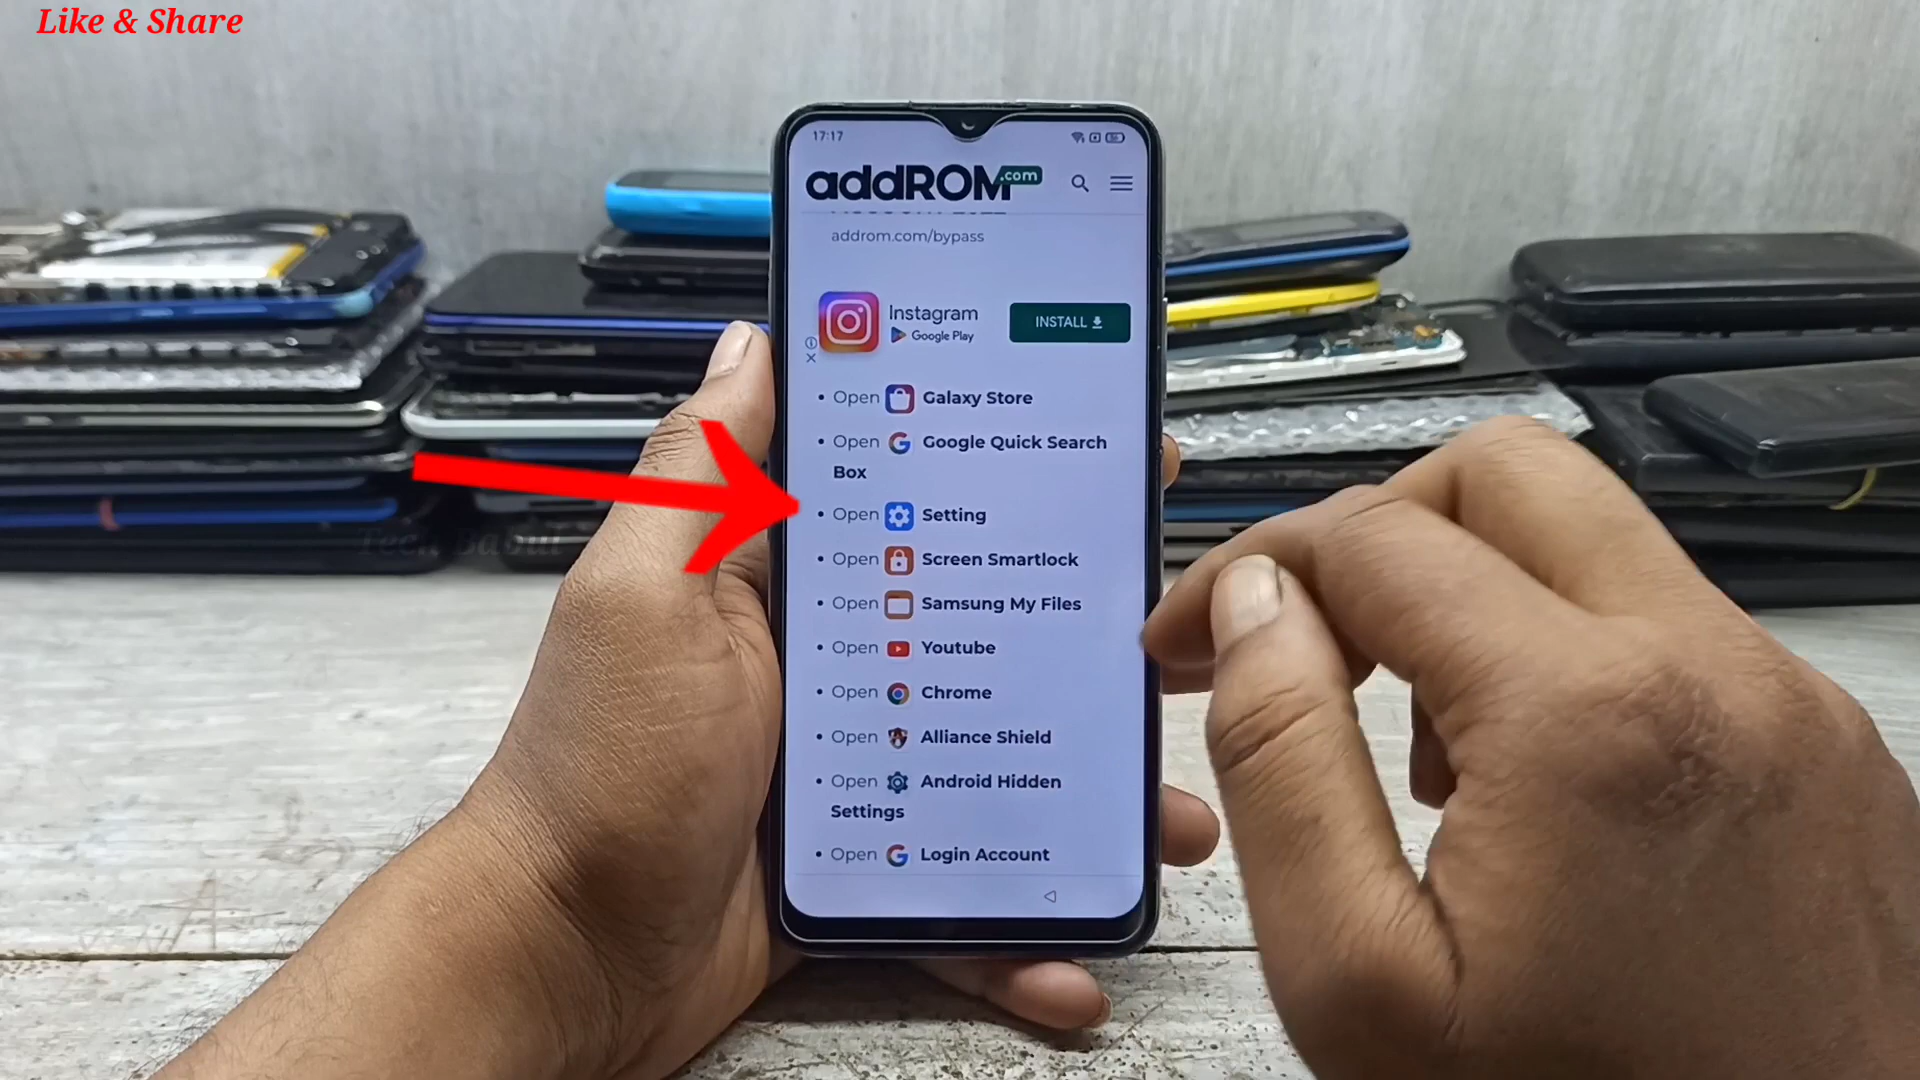 Like & Share
17:17
addROM.com
addrom.com/bypass
Instagram
Google Play
INSTALL
• Open Galaxy Store
• Open Google Quick Search
Box
• Open Setting
• Open Screen Smartlock
• Open Samsung My Files
• Open Youtube
• Open Chrome
• Open Alliance Shield
• Open Android Hidden
Settings
• Open Login Account